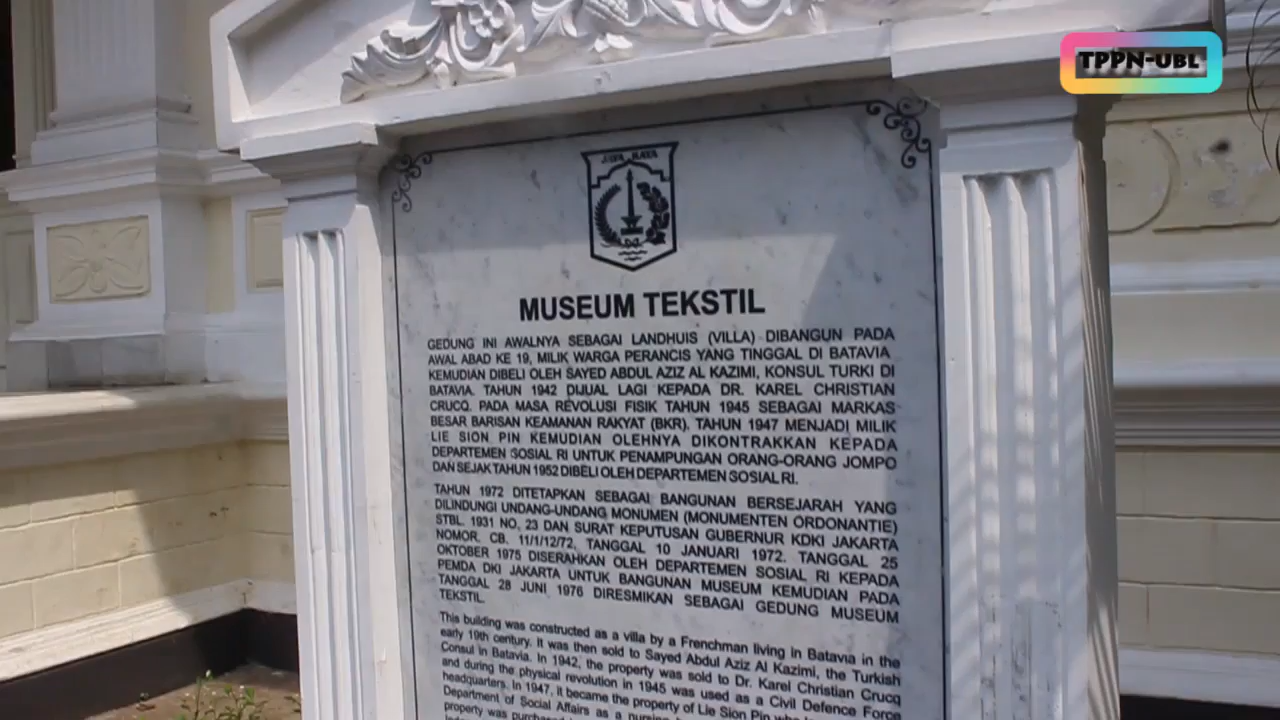 TPPN-UBL
JAYA RAYA
MUSEUM TEKSTIL
GEDUNG INI AWALNYA SEBAGAI LANDHUIS (VILLA) DIBANGUN PADA
AWAL ABAD KE 19, MILIK WARGA PERANCIS YANG TINGGAL DI BATAVIA
KEMUDIAN DIBELI OLEH SAYED ABDUL AZIZ AL KAZIMI, KONSUL TURKI DI
BATAVIA. TAHUN 1942 DIJUAL LAGI KEPADA DR. KAREL CHRISTIAN
CRUCQ. PADA MASA REVOLUSI FISIK TAHUN 1945 SEBAGAI MARKAS
BESAR BARISAN KEAMANAN RAKYAT (BKR). TAHUN 1947 MENJADI MILIK
LIE SION PIN KEMUDIAN OLEHNYA DIKONTRAKKAN KEPADA
DEPARTEMEN SOSIAL RI UNTUK PENAMPUNGAN ORANG-ORANG JOMPO
DAN SEJAK TAHUN 1952 DIBELI OLEH DEPARTEMEN SOSIAL RI.
TAHUN 1972 DITETAPKAN SEBAGAI BANGUNAN BERSEJARAH YANG
DILINDUNGI UNDANG-UNDANG MONUMEN (MONUMENTEN ORDONANTIE)
STBL. 1931 NO. 23 DAN SURAT KEPUTUSAN GUBERNUR KDKI JAKARTA
NOMOR. CB. 11/1/12/72, TANGGAL 10 JANUARI 1972. TANGGAL 25
OKTOBER 1975 DISERAHKAN OLEH DEPARTEMEN SOSIAL RI KEPADA
PEMDA DKI JAKARTA UNTUK BANGUNAN MUSEUM KEMUDIAN PADA
TANGGAL 28 JUNI 1976 DIRESMIKAN SEBAGAI GEDUNG MUSEUM
TEKSTIL.
This building was constructed as a villa by a Frenchman living in Batavia in the
early 19th century. It was then sold to Sayed Abdul Aziz Al Kazimi, the Turkish
Consul in Batavia. In 1942, the property was sold to Dr. Karel Christian Crucq
and during the physical revolution in 1945 was used as a Civil Defence Force
headquarters. In 1947, it became the property of Lie Sion Pin who
Department of Social Affairs as a nursing
property was purchased